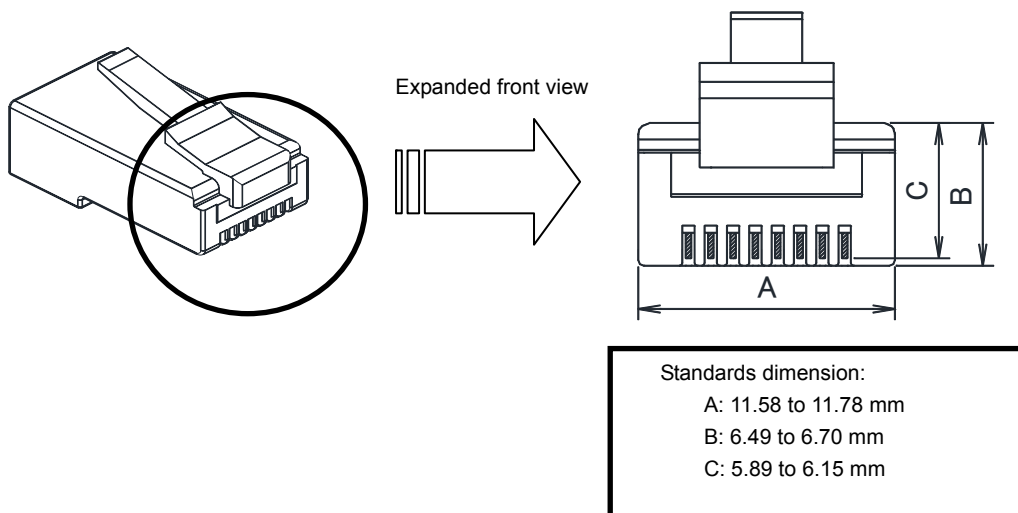 Expanded front view
C
B
A
Standards dimension:
A: 11.58 to 11.78 mm
B: 6.49 to 6.70 mm
C: 5.89 to 6.15 mm